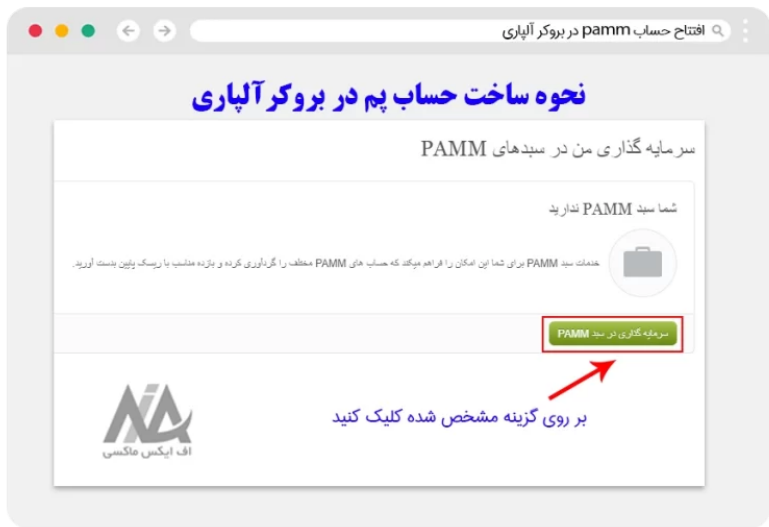 افتتاح حساب pamm در بروکر آلپاری
نحوه ساخت حساب پم در بروکر آلپاری
سرمایه گذاری من در سبدهای PAMM
شما سبد PAMM ندارید
خدمات سبد PAMM برای شما این امکان را فراهم میکند که حساب های PAMM مختلف را گردآوری کرده و بازده مناسب با ریسک پایین بدست آورید.
سرمایه گذاری در سبد PAMM
بر روی گزینه مشخص شده کلیک کنید
اف ایکس ماکسی